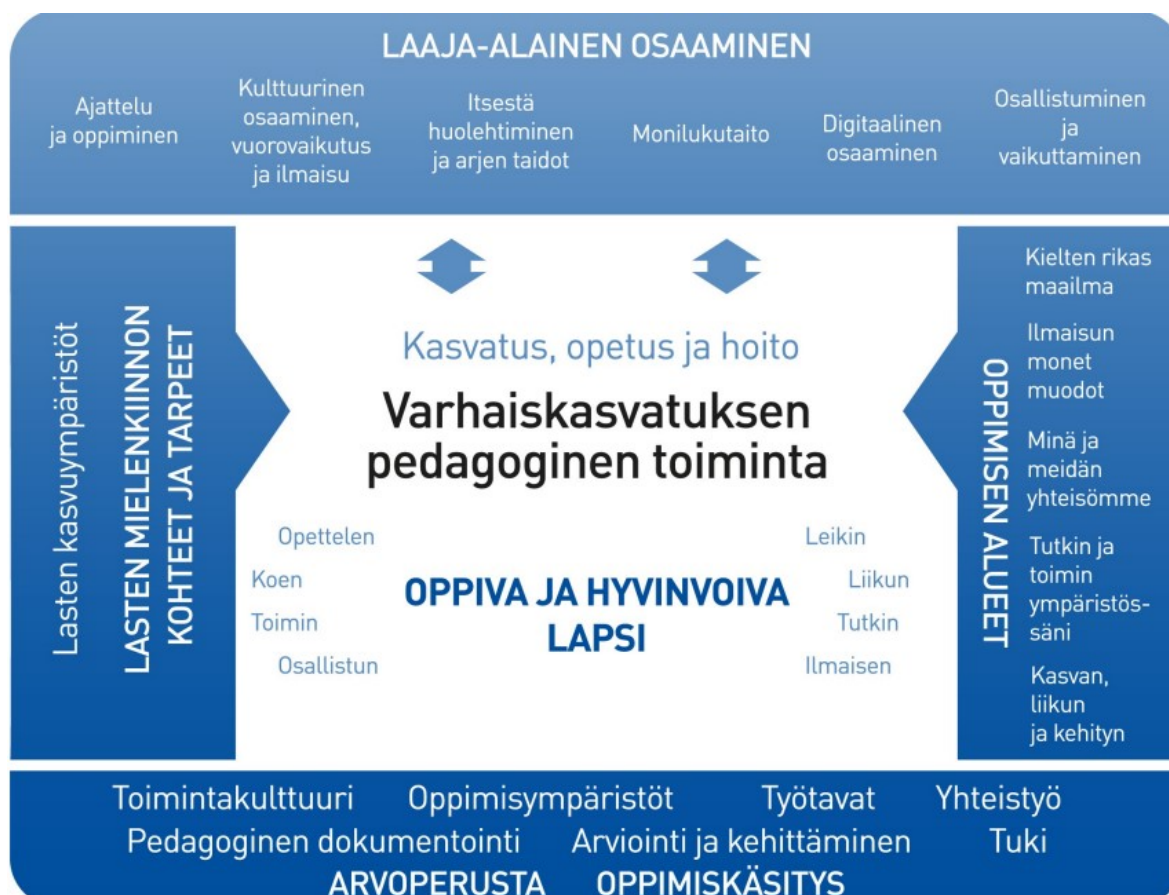 LAAJA-ALAINEN OSAAMINEN
Ajattelu
ja oppiminen
Kulttuurinen
osaaminen,
vuorovaikutus
ja ilmaisu
Itsestä
huolehtiminen
ja arjen taidot
Monilukutaito
Digitaalinen
osaaminen
Osallistuminen
ja
vaikuttaminen
Lasten kasvuympäristöt
LASTEN MIELENKIINNON
KOHTEET JA TARPEET
Kasvatus, opetus ja hoito
Varhaiskasvatuksen
pedagoginen toiminta
Opettelen
Koen
Toimin
Osallistun
OPPIVA JA HYVINVOIVA
LAPSI
Leikin
Liikun
Tutkin
Ilmaisen
OPPIMISEN ALUEET
Kielten rikas
maailma
Ilmaisun
monet
muodot
Minä ja
meidän
yhteisömme
Tutkin ja
toimin
ympäristös-
säni
Kasvan,
liikun
ja kehityn
Toimintakulttuuri Oppimisympäristöt Työtavat Yhteistyö
Pedagoginen dokumentointi Arviointi ja kehittäminen Tuki
ARVOPERUSTA OPPIMISKÄSITYS